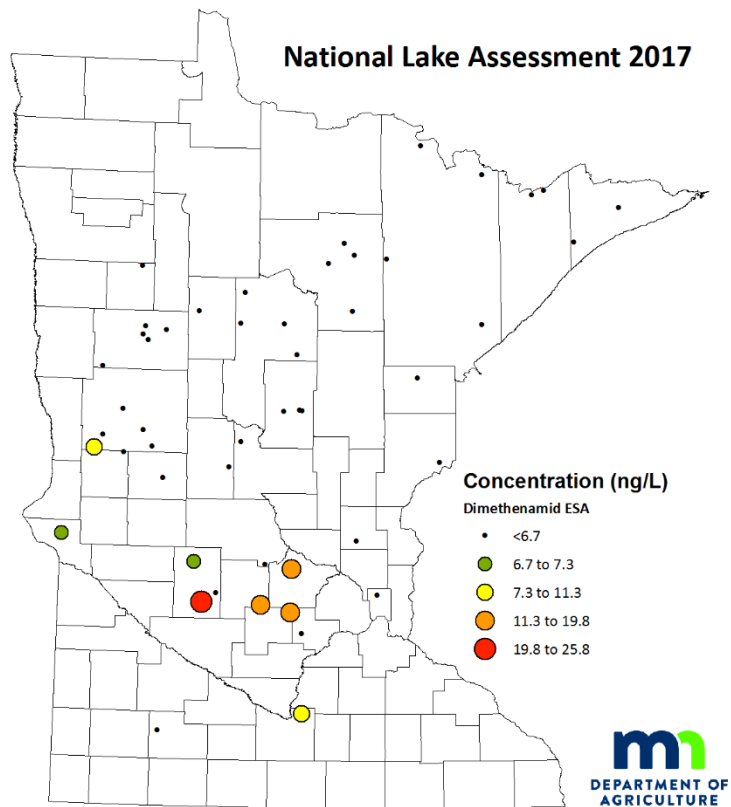 National Lake Assessment 2017
Concentration (ng/L)
Dimethenamid ESA
<6.7
6.7 to 7.3
7.3 to 11.3
11.3 to 19.8
19.8 to 25.8
mn
DEPARTMENT OF
AGRICULTURE